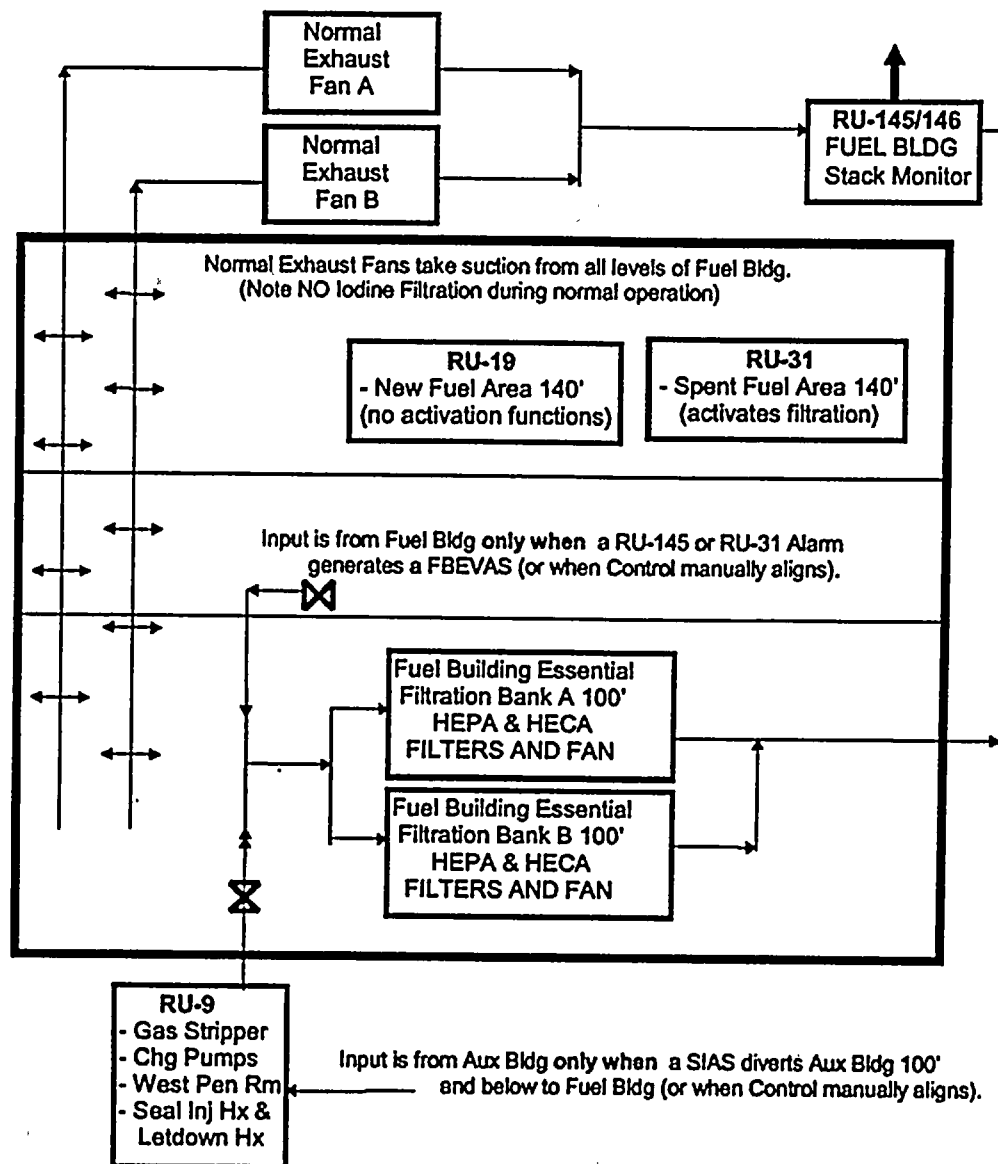 Normal
Exhaust
Fan A
Normal
Exhaust
Fan B
RU-145/146
FUEL BLDG
Stack Monitor
Normal Exhaust Fans take suction from all levels of Fuel Bldg.
(Note NO Iodine Filtration during normal operation)
RU-19
- New Fuel Area 140'
(no activation functions)
RU-31
- Spent Fuel Area 140'
(activates filtration)
Input is from Fuel Bldg only when a RU-145 or RU-31 Alarm
generates a FBEVAS (or when Control manually aligns).
Fuel Building Essential
Filtration Bank A 100'
HEPA & HECA
FILTERS AND FAN
Fuel Building Essential
Filtration Bank B 100'
HEPA & HECA
FILTERS AND FAN
RU-9
- Gas Stripper
- Chg Pumps
- West Pen Rm
- Seal Inj Hx &
Letdown Hx
Input is from Aux Bldg only when a SIAS diverts Aux Bldg 100'
and below to Fuel Bldg (or when Control manually aligns).